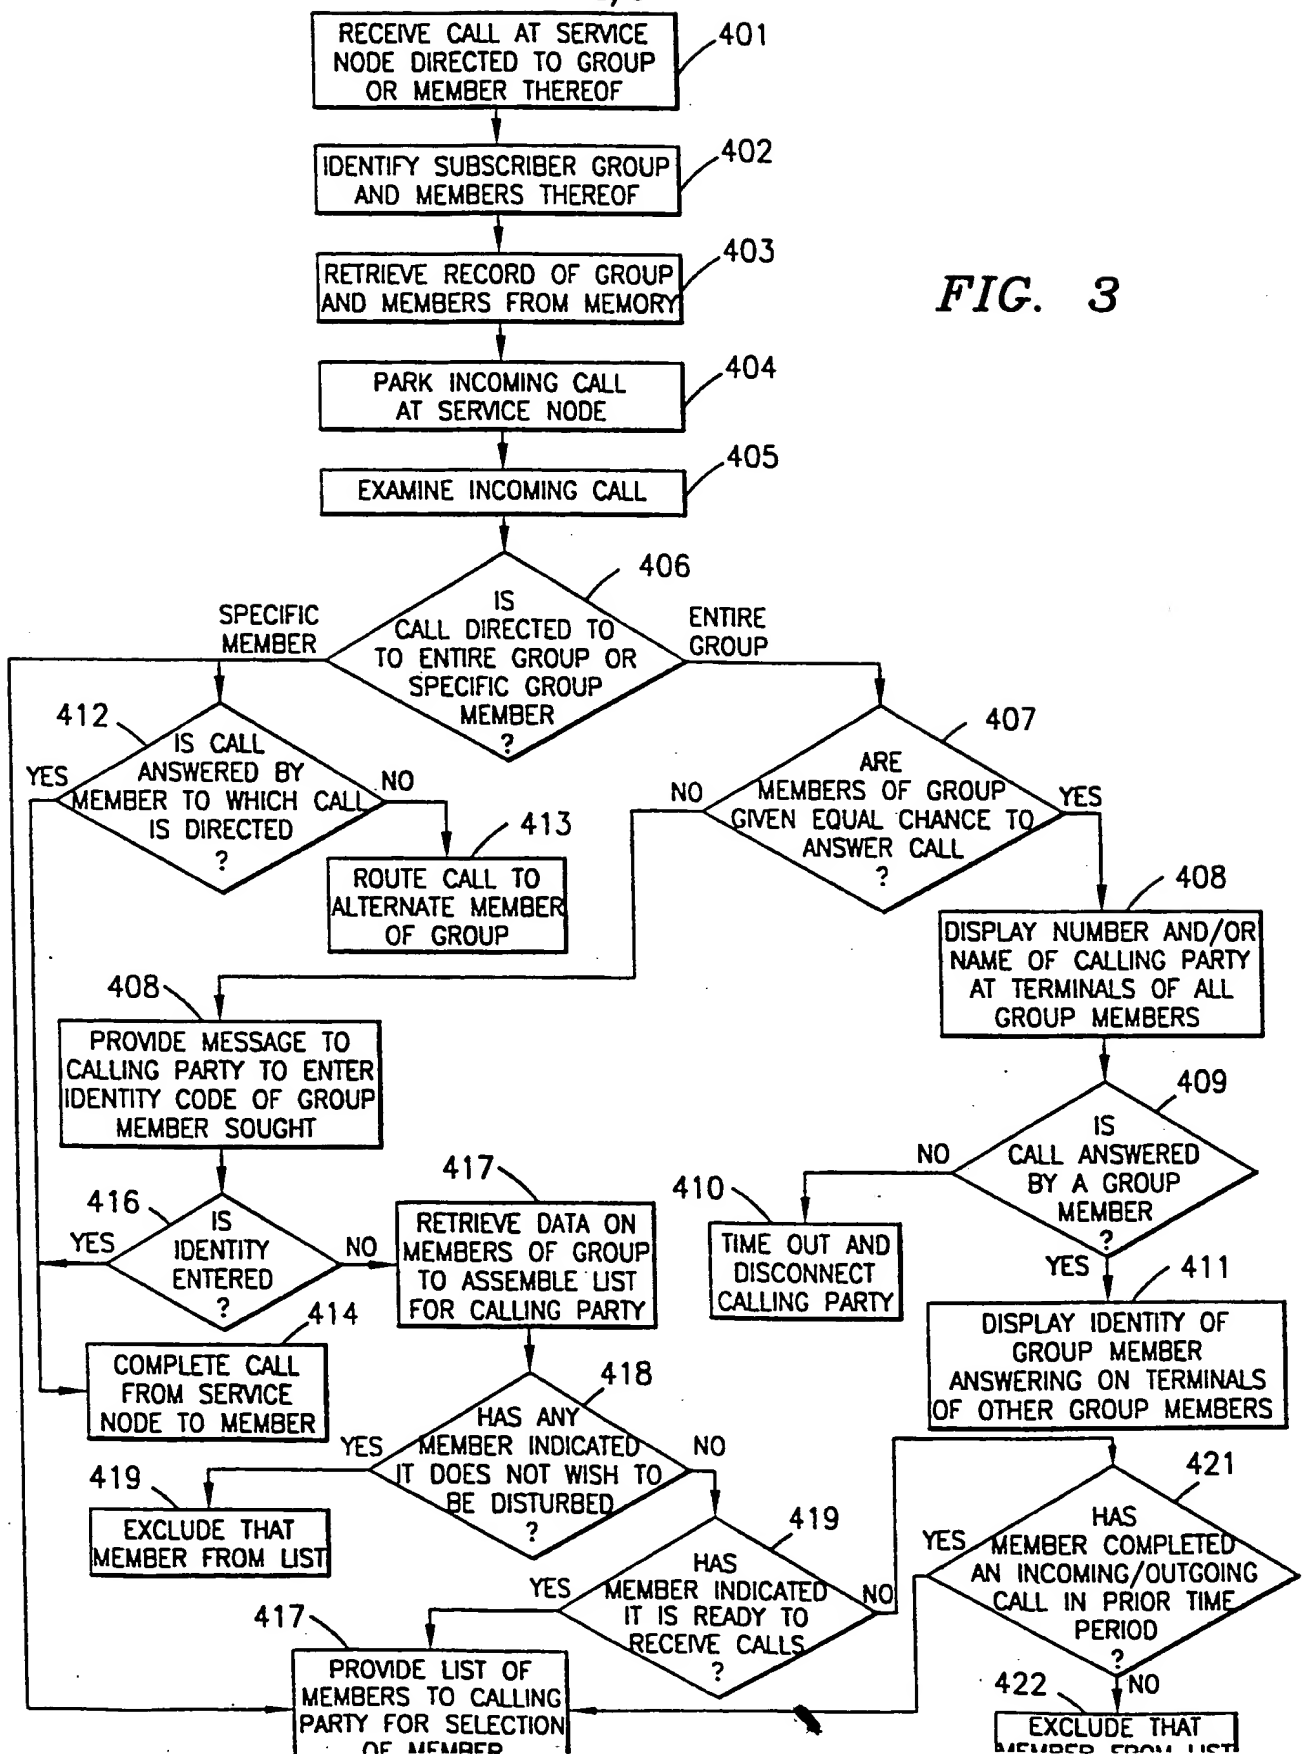 RECEIVE CALL AT SERVICE
NODE DIRECTED TO GROUP
OR MEMBER THEREOF
401
IDENTIFY SUBSCRIBER GROUP
AND MEMBERS THEREOF
402
RETRIEVE RECORD OF GROUP
AND MEMBERS FROM MEMORY
403
FIG. 3
PARK INCOMING CALL
AT SERVICE NODE
404
EXAMINE INCOMING CALL
405
406
IS
CALL DIRECTED TO
TO ENTIRE GROUP OR
SPECIFIC GROUP
MEMBER
?
SPECIFIC
MEMBER
ENTIRE
GROUP
412
IS CALL
ANSWERED BY
MEMBER TO WHICH CALL
IS DIRECTED
?
YES
NO
413
ROUTE CALL TO
ALTERNATE MEMBER
OF GROUP
407
ARE
MEMBERS OF GROUP
GIVEN EQUAL CHANCE TO
ANSWER CALL
?
NO
YES
408
DISPLAY NUMBER AND/OR
NAME OF CALLING PARTY
AT TERMINALS OF ALL
GROUP MEMBERS
408
PROVIDE MESSAGE TO
CALLING PARTY TO ENTER
IDENTITY CODE OF GROUP
MEMBER SOUGHT
409
IS
CALL ANSWERED
BY A GROUP
MEMBER
?
NO
YES
410
TIME OUT AND
DISCONNECT
CALLING PARTY
411
DISPLAY IDENTITY OF
GROUP MEMBER
ANSWERING ON TERMINALS
OF OTHER GROUP MEMBERS
416
IS
IDENTITY
ENTERED
?
YES
NO
417
RETRIEVE DATA ON
MEMBERS OF GROUP
TO ASSEMBLE LIST
FOR CALLING PARTY
414
COMPLETE CALL
FROM SERVICE
NODE TO MEMBER
418
HAS ANY
MEMBER INDICATED
IT DOES NOT WISH TO
BE DISTURBED
?
YES
NO
419
EXCLUDE THAT
MEMBER FROM LIST
419
HAS
MEMBER INDICATED
IT IS READY TO
RECEIVE CALLS
?
YES
NO
421
HAS
MEMBER COMPLETED
AN INCOMING/OUTGOING
CALL IN PRIOR TIME
PERIOD
?
YES
NO
417
PROVIDE LIST OF
MEMBERS TO CALLING
PARTY FOR SELECTION
OF MEMBER
422
EXCLUDE THAT
MEMBER FROM LIST